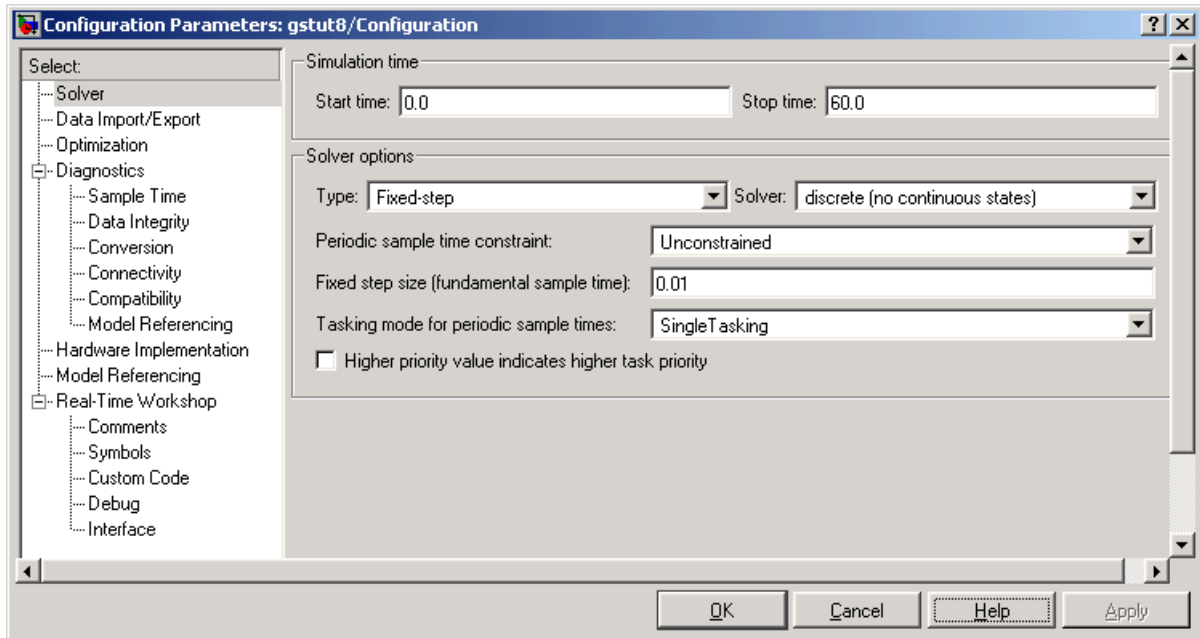 Configuration Parameters: gstut8/Configuration
Select:
Solver
Data Import/Export
Optimization
Diagnostics
Sample Time
Data Integrity
Conversion
Connectivity
Compatibility
Model Referencing
Hardware Implementation
Model Referencing
Real-Time Workshop
Comments
Symbols
Custom Code
Debug
Interface
Simulation time
Start time: 0.0 Stop time: 60.0
Solver options
Type: Fixed-step Solver: discrete (no continuous states)
Periodic sample time constraint: Unconstrained
Fixed step size (fundamental sample time): 0.01
Tasking mode for periodic sample times: SingleTasking
Higher priority value indicates higher task priority
OK Cancel Help Apply